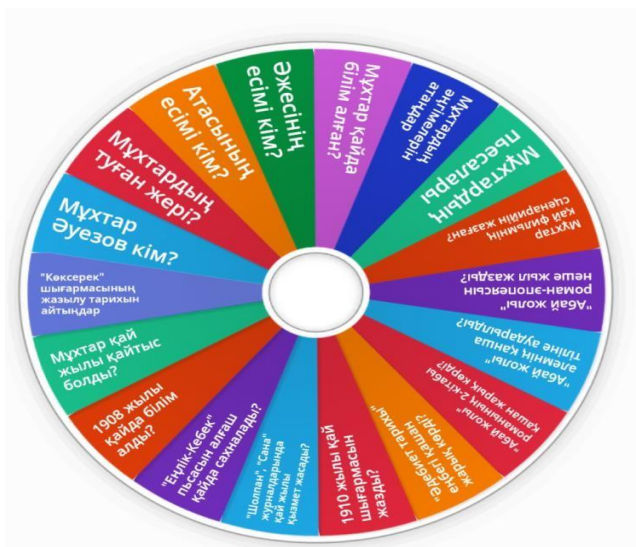 Әжесінің
есімі кім?
Мұхтар қайда
білім алған?
Мұхтардың
әңгімелерін
атаңдар
Мұхтардың
пьесалары
Мұхтар
қай фильмнің
сценарийін жазған?
"Абай жолы"
роман-эпопеясын
неше жыл жазды?
"Абай жолы"
әлемнің қанша
тіліне аударылды?
"Абай жолы"
романының 2-кітабы
қашан жарық көрді?
"Әдебиет тарихы"
еңбегі қашан
жарық көрді?
1910 жылы қай
шығармасын
жазды?
"Шолпан", "Сана"
журналдарында
қай жылы
қызмет жасады?
"Еңлік-Кебек"
пьсасын алғаш
қайда сахналады?
1908 жылы
қайда білім
алды?
Мұхтар қай
жылы қайтыс
болды?
"Көксерек"
шығармасының
жазылу тарихын
айтыңдар
Мұхтар
Әуезов кім?
Мұхтардың
туған жері?
Атасының
есімі кім?